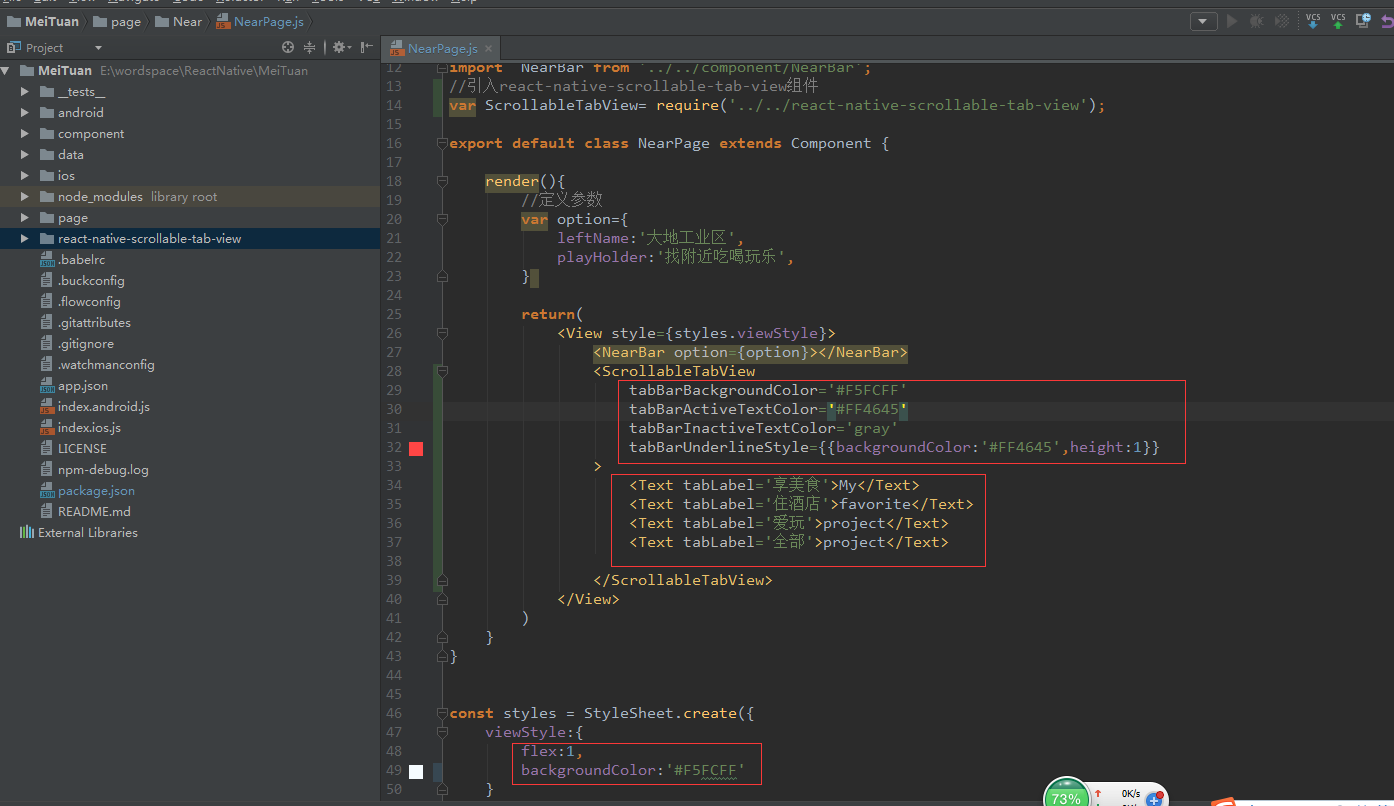 MeiTuan page Near NearPage.js
VCS VCS
Project
NearPage.js
MeiTuan E:\wordspace\ReactNative\MeiTuan
__tests__
android
component
data
ios
node_modules library root
page
react-native-scrollable-tab-view
.babelrc
.buckconfig
.flowconfig
.gitattributes
.gitignore
.watchmanconfig
app.json
index.android.js
index.ios.js
LICENSE
npm-debug.log
package.json
README.md
External Libraries
12 import NearBar from '../../component/NearBar';
13 //引入react-native-scrollable-tab-view组件
14 var ScrollableTabView= require('../../react-native-scrollable-tab-view');
15
16 export default class NearPage extends Component {
17
18 render(){
19 //定义参数
20 var option={
21 leftName:'大地工业区',
22 playHolder:'找附近吃喝玩乐',
23 }
24
25 return(
26 <View style={styles.viewStyle}>
27 <NearBar option={option}></NearBar>
28 <ScrollableTabView
29 tabBarBackgroundColor='#F5FCFF'
30 tabBarActiveTextColor='#FF4645'
31 tabBarInactiveTextColor='gray'
32 tabBarUnderlineStyle={{backgroundColor:'#FF4645',height:1}}
33 >
34 <Text tabLabel='享美食'>My</Text>
35 <Text tabLabel='住酒店'>favorite</Text>
36 <Text tabLabel='爱玩'>project</Text>
37 <Text tabLabel='全部'>project</Text>
38
39 </ScrollableTabView>
40 </View>
41 )
42 }
43 }
44
45
46 const styles = StyleSheet.create({
47 viewStyle:{
48 flex:1,
49 backgroundColor:'#F5FCFF'
50 }
73%
0K/s